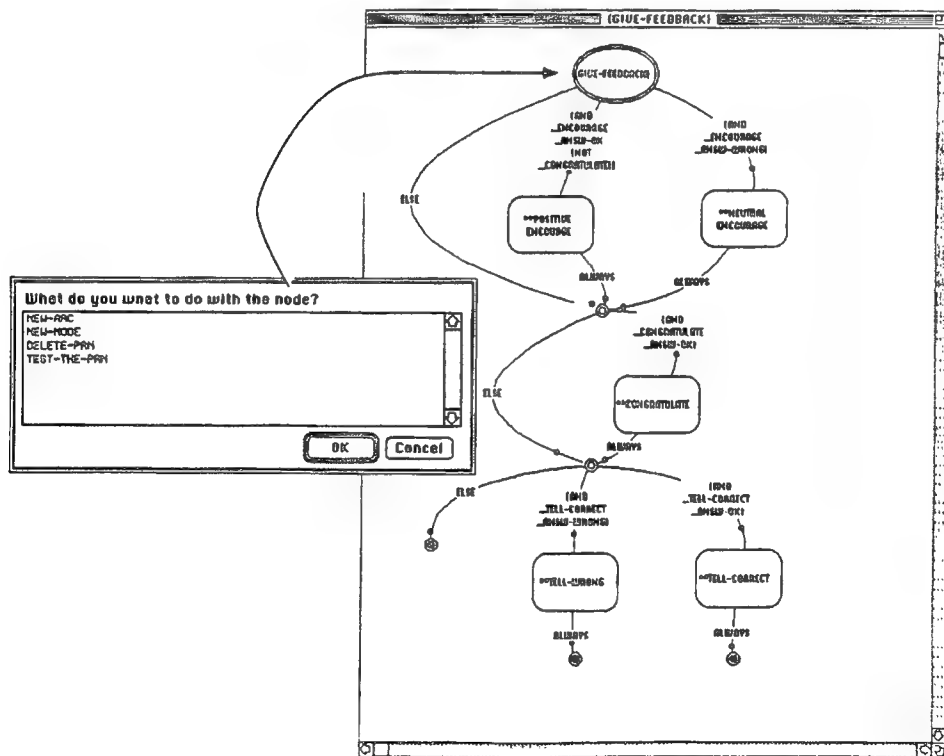 (GIVE-FEEDBACK)
GIVE-FEEDBACK
(AND
_ENCOURAGE
_ANSW-OK
(NOT
_CONGRATULATE))
(AND
_ENCOURAGE
_ANSW-WRONG)
ELSE
**POSITIVE
ENCOURAGE
**NEUTRAL
ENCOURAGE
ALWAYS
ALWAYS
What do you wnat to do with the node?
NEW-ARC
NEW-NODE
DELETE-PAN
TEST-THE-PAN
OK
Cancel
(AND
_CONGRATULATE
_ANSW-OK)
ELSE
**CONGRATULATE
ALWAYS
ELSE
(AND
_TELL-CORRECT
_ANSW-WRONG)
(AND
_TELL-CORRECT
_ANSW-OK)
**TELL-WRONG
**TELL-CORRECT
ALWAYS
ALWAYS